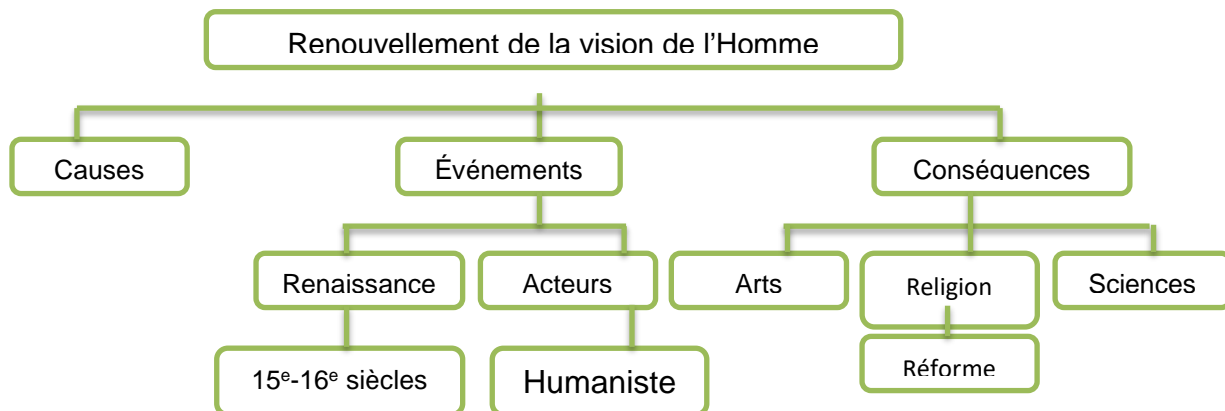 Renouvellement de la vision de l’Homme
Causes
Événements
Conséquences
Renaissance
Acteurs
Arts
Religion
Sciences
15e-16e siècles
Humaniste
Réforme